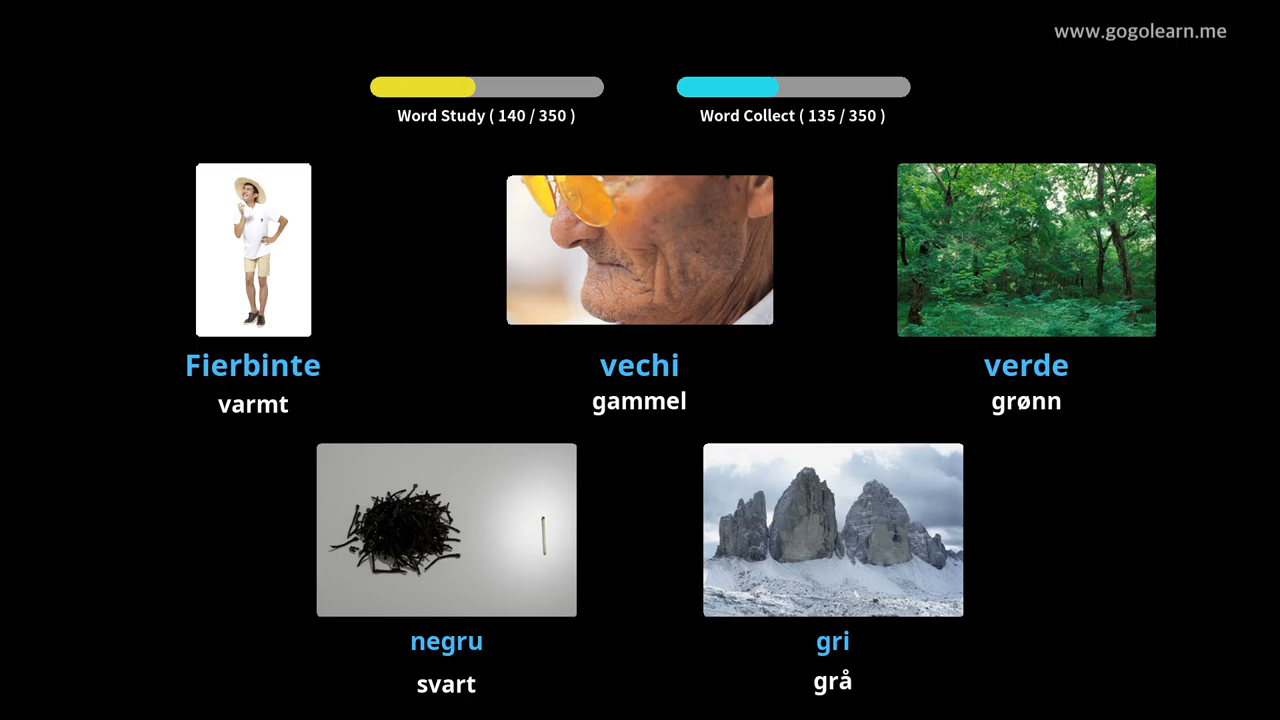 www.gogolearn.me
Word Study ( 140 / 350 )
Word Collect ( 135 / 350 )
Fierbinte
varmt
vechi
gammel
verde
grønn
negru
svart
gri
grå